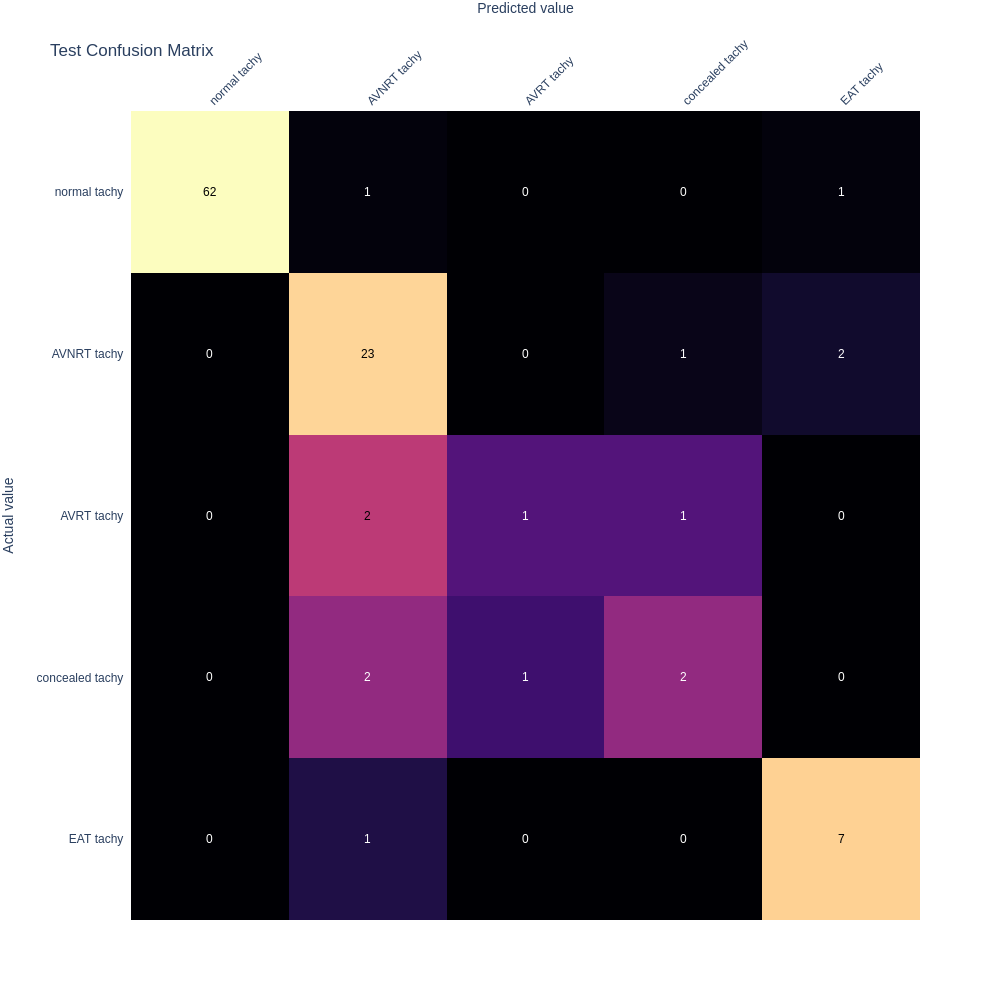 Predicted value
Test Confusion Matrix
normal tachy
AVNRT tachy
AVRT tachy
concealed tachy
EAT tachy
Actual value
normal tachy 62 1 0 0 1
AVNRT tachy 0 23 0 1 2
AVRT tachy 0 2 1 1 0
concealed tachy 0 2 1 2 0
EAT tachy 0 1 0 0 7